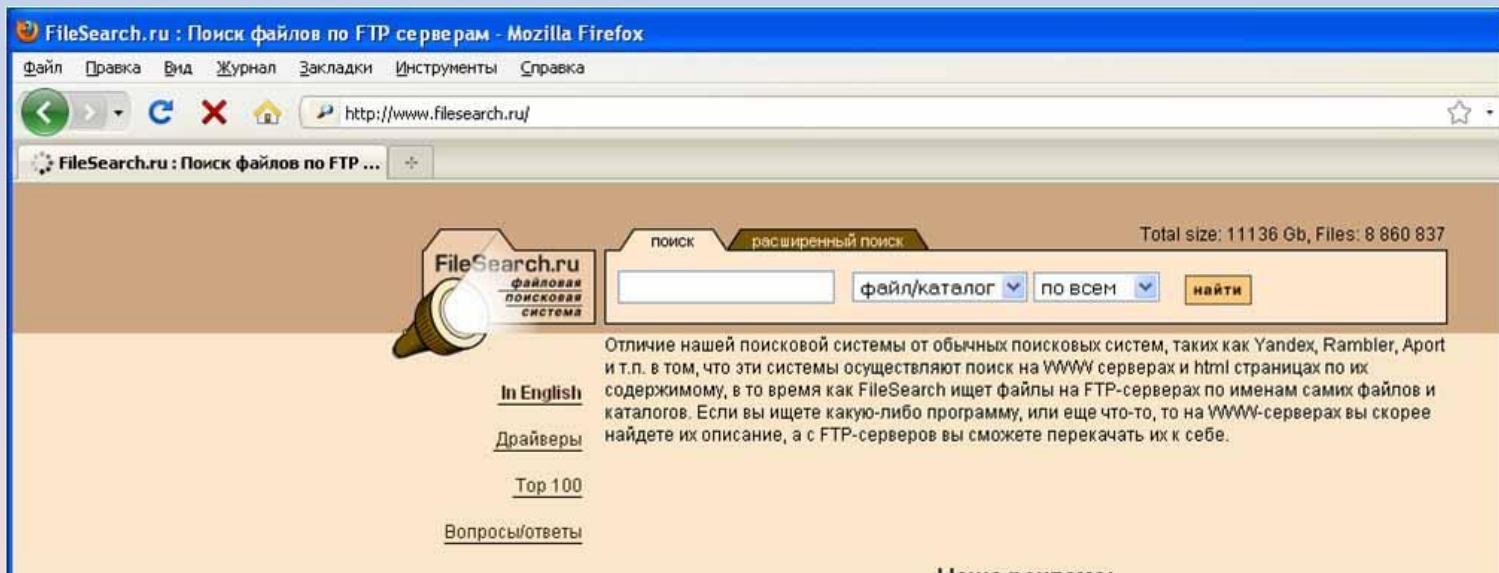 FileSearch.ru : Поиск файлов по FTP серверам - Mozilla Firefox
Файл Правка Вид Журнал Закладки Инструменты Справка
http://www.filesearch.ru/
FileSearch.ru : Поиск файлов по FTP ...
поиск расширенный поиск Total size: 11136 Gb, Files: 8 860 837
FileSearch.ru
файловая
поисковая
система
файл/каталог по всем найти
Отличие нашей поисковой системы от обычных поисковых систем, таких как Yandex, Rambler, Aport
и т.п. в том, что эти системы осуществляют поиск на WWW серверах и html страницах по их
содержимому, в то время как FileSearch ищет файлы на FTP-серверах по именам самих файлов и
каталогов. Если вы ищете какую-либо программу, или еще что-то, то на WWW-серверах вы скорее
найдете их описание, а с FTP-серверов вы сможете перекачать их к себе.
In English
Драйверы
Top 100
Вопросы/ответы